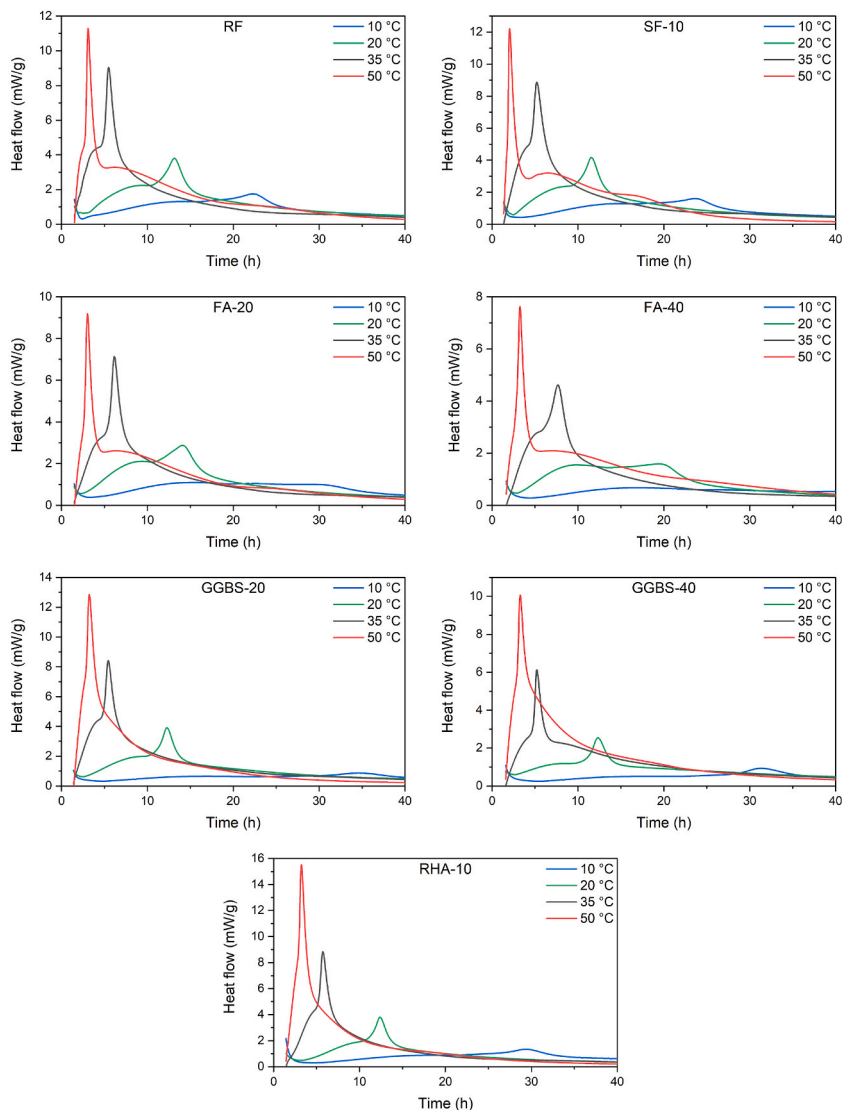 RF
10 °C
20 °C
35 °C
50 °C
12
10
8
6
4
2
0
Heat flow (mW/g)
0 10 20 30 40
Time (h)
SF-10
10 °C
20 °C
35 °C
50 °C
12
10
8
6
4
2
0
Heat flow (mW/g)
0 10 20 30 40
Time (h)
FA-20
10 °C
20 °C
35 °C
50 °C
10
8
6
4
2
0
Heat flow (mW/g)
0 10 20 30 40
Time (h)
FA-40
10 °C
20 °C
35 °C
50 °C
8
6
4
2
0
Heat flow (mW/g)
0 10 20 30 40
Time (h)
GGBS-20
10 °C
20 °C
35 °C
50 °C
14
12
10
8
6
4
2
0
Heat flow (mW/g)
0 10 20 30 40
Time (h)
GGBS-40
10 °C
20 °C
35 °C
50 °C
10
8
6
4
2
0
Heat flow (mW/g)
0 10 20 30 40
Time (h)
RHA-10
10 °C
20 °C
35 °C
50 °C
16
14
12
10
8
6
4
2
0
Heat flow (mW/g)
0 10 20 30 40
Time (h)